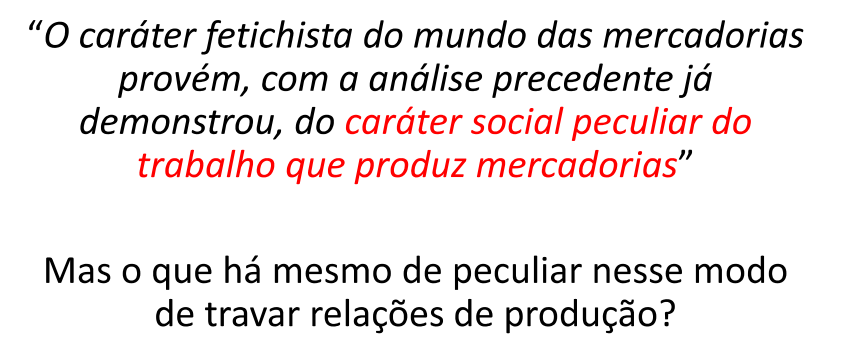 “O caráter fetichista do mundo das mercadorias
provém, com a análise precedente já
demonstrou, do caráter social peculiar do
trabalho que produz mercadorias”
Mas o que há mesmo de peculiar nesse modo
de travar relações de produção?